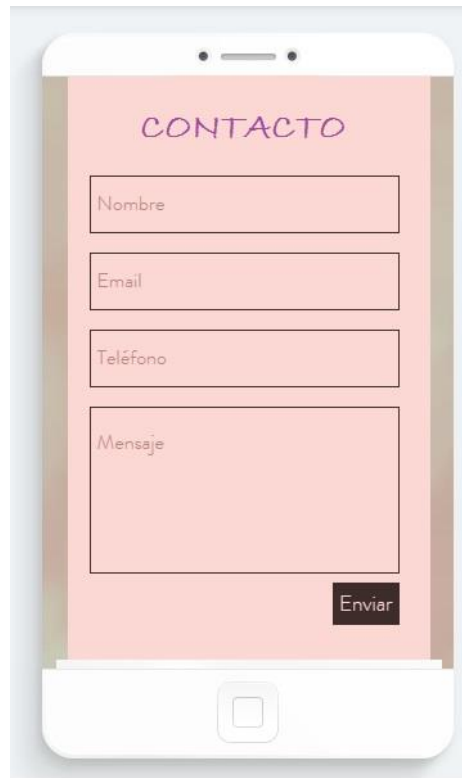 CONTACTO
Nombre
Email
Teléfono
Mensaje
Enviar